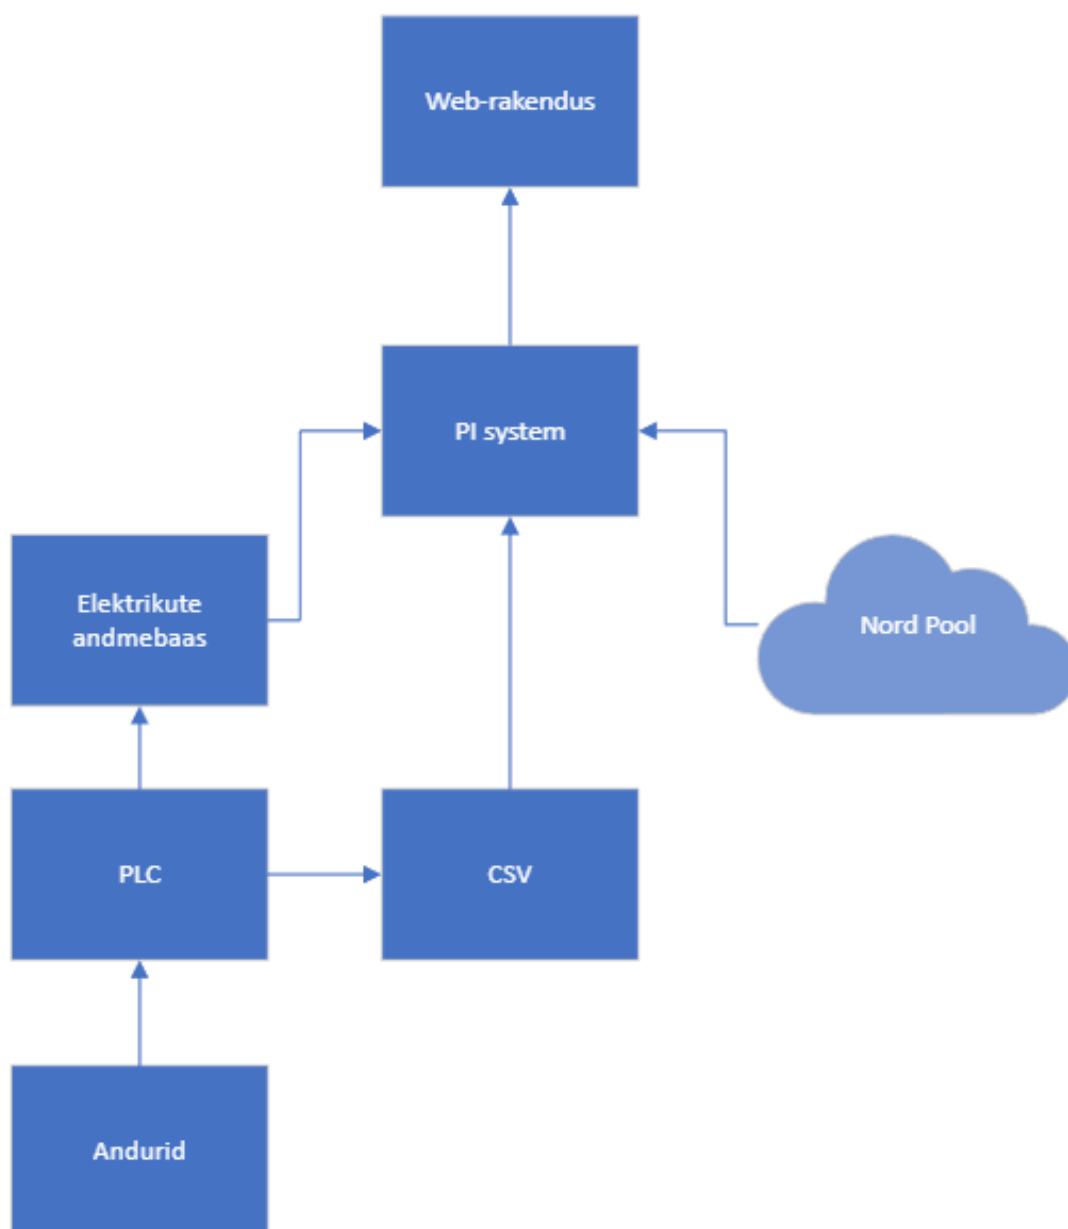 Web-rakendus
PI system
Elektrikute
andmebaas
Nord Pool
PLC
CSV
Andurid